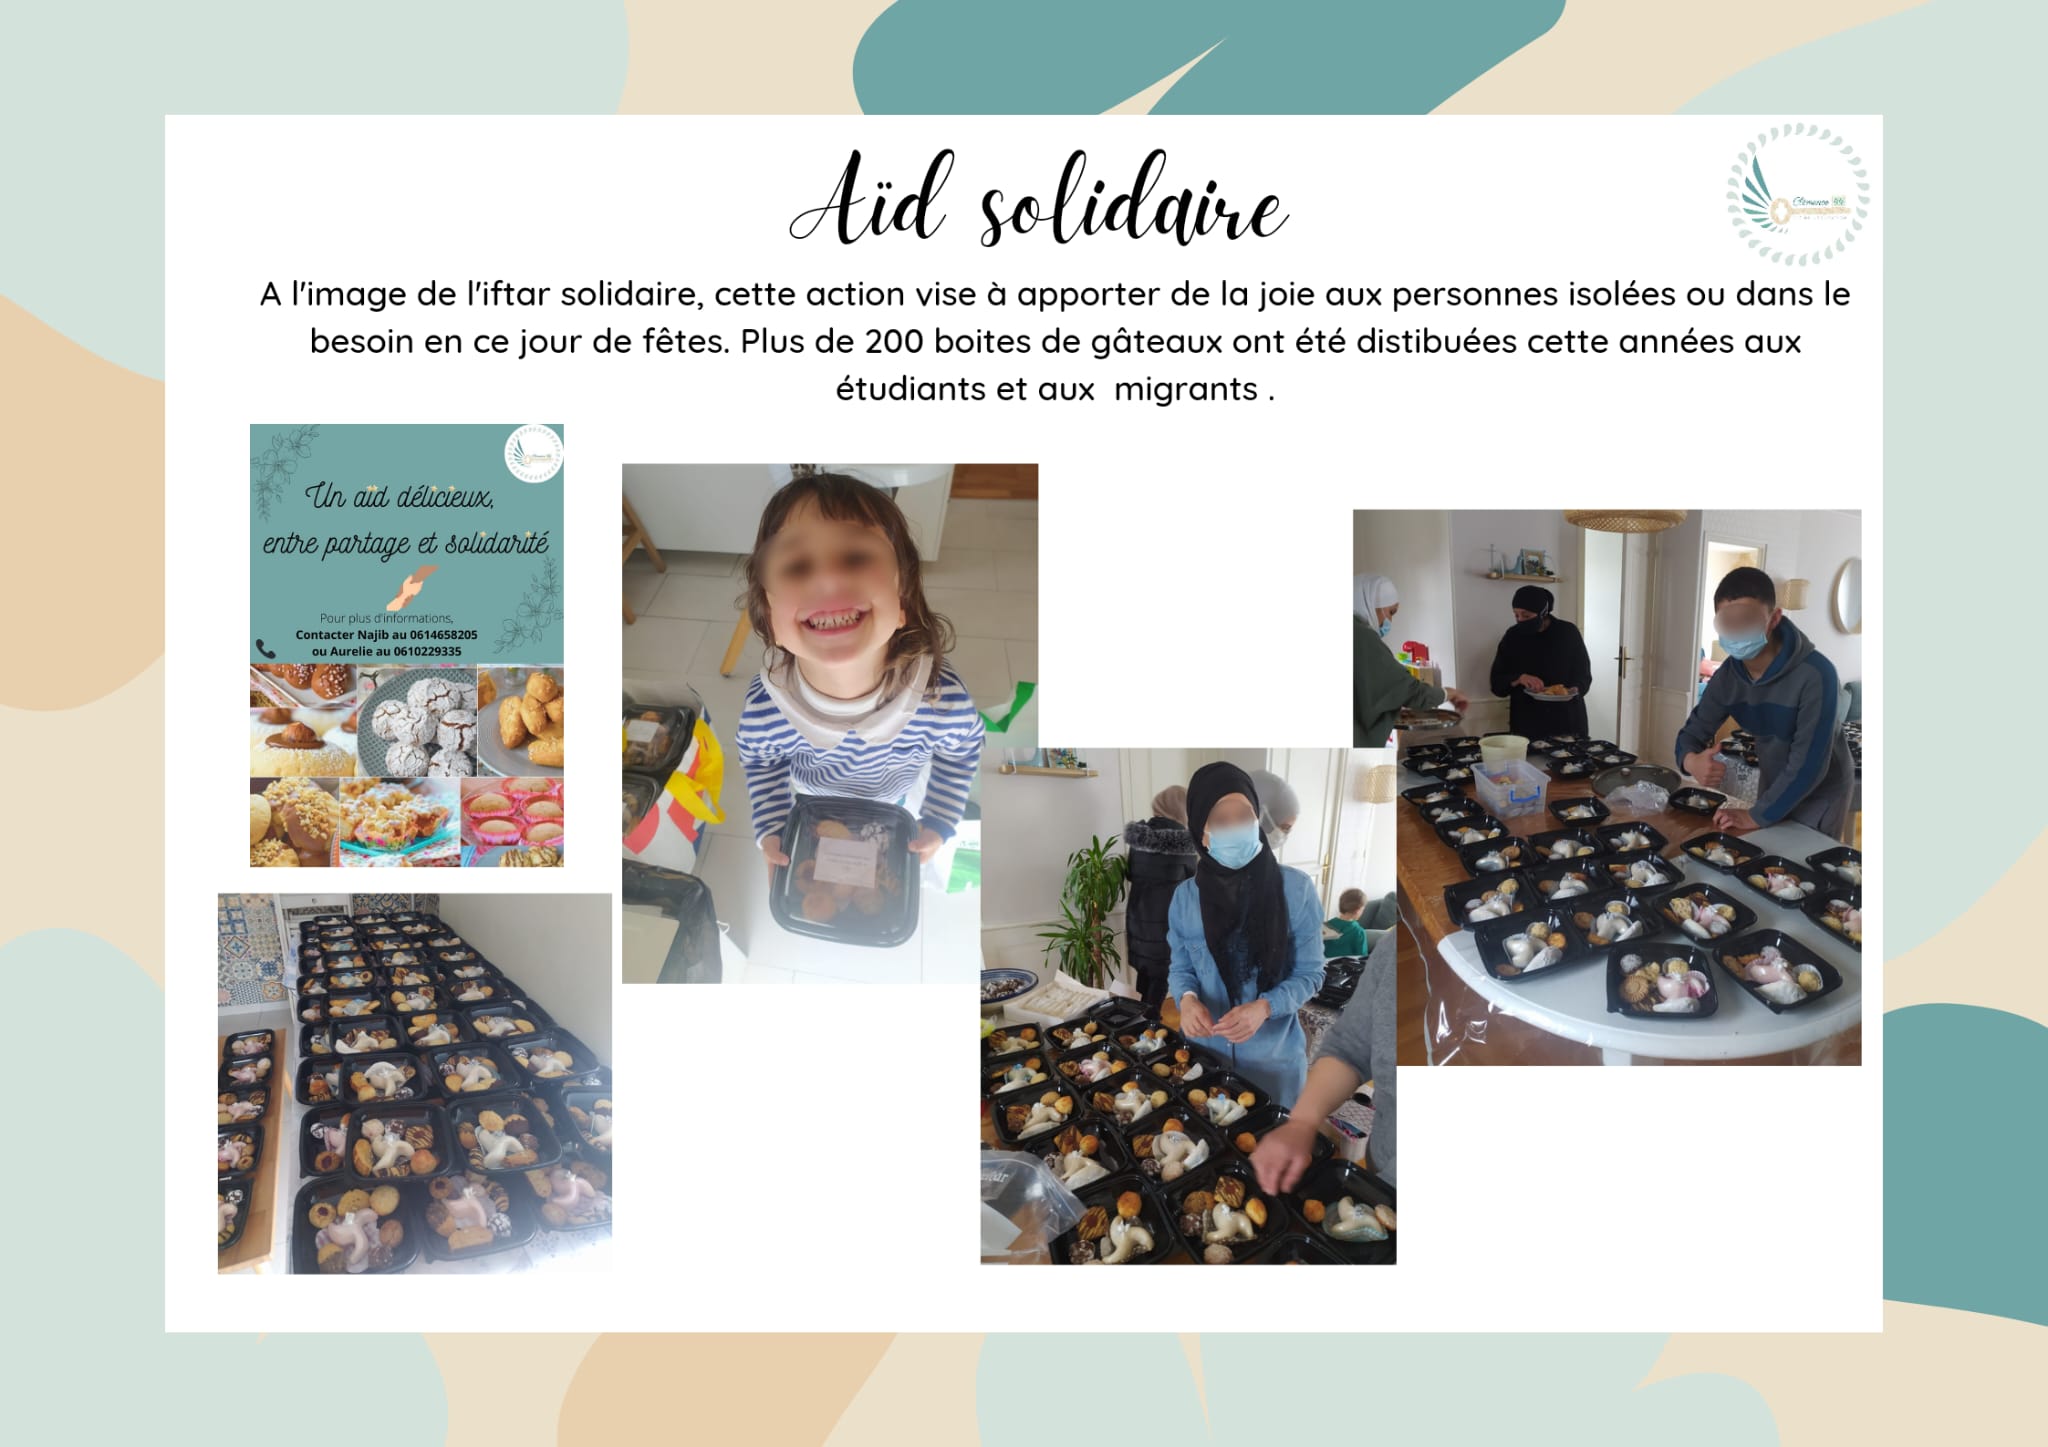 Aïd solidaire
A l'image de l'iftar solidaire, cette action vise à apporter de la joie aux personnes isolées ou dans le
besoin en ce jour de fêtes. Plus de 200 boites de gâteaux ont été distibuées cette années aux
étudiants et aux  migrants .
Un aïd délicieux,
entre partage et solidarité
Pour plus d'informations,
Contacter Najib au 0614658205
ou Aurelie au 0610229335